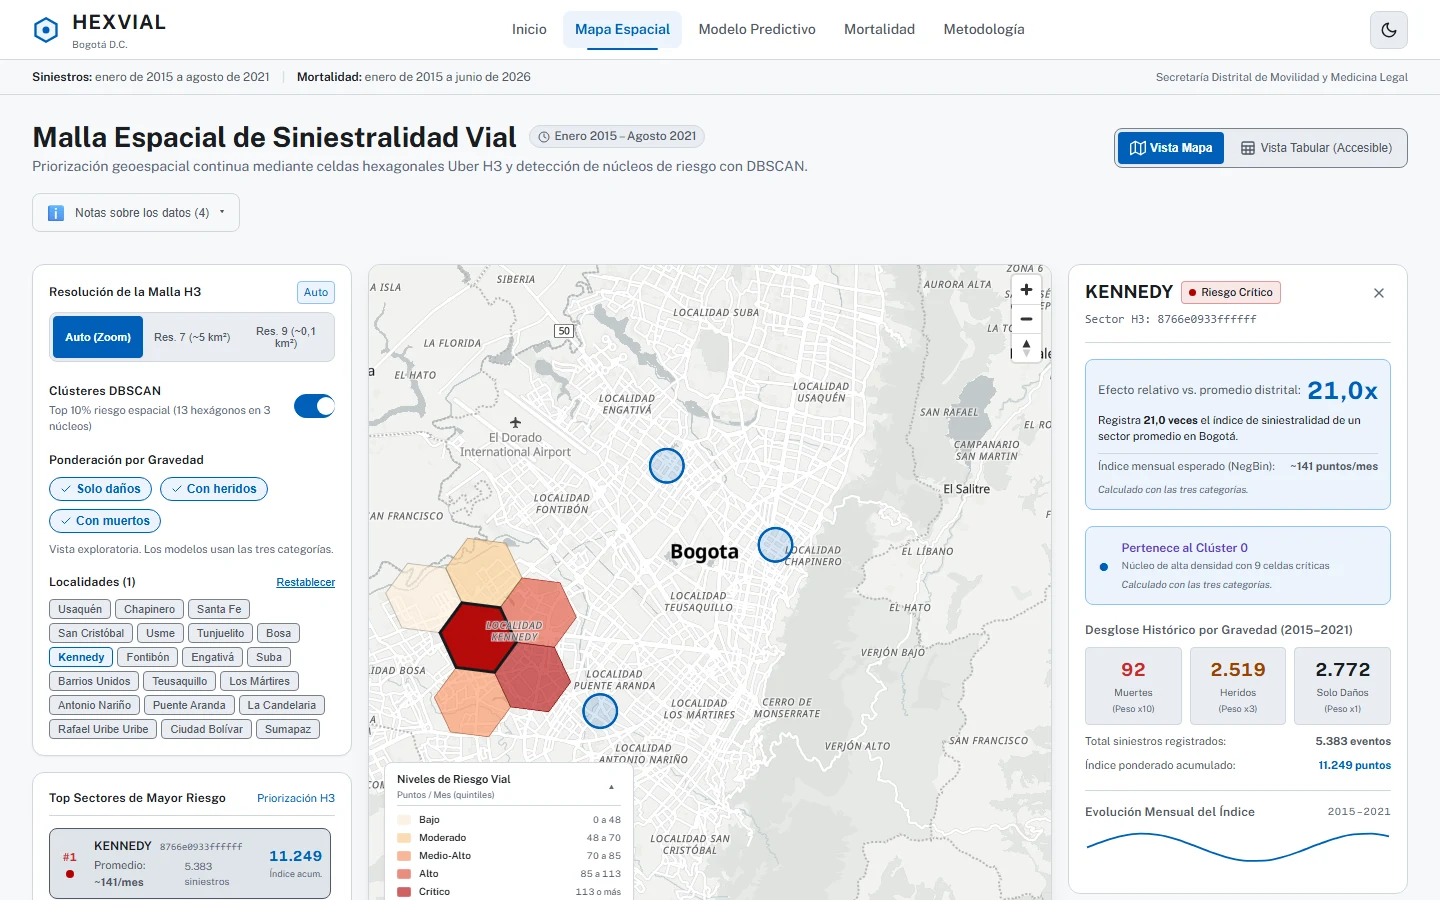 HEXVIAL
Bogotá D.C.
Inicio
Mapa Espacial
Modelo Predictivo
Mortalidad
Metodología
Siniestros: enero de 2015 a agosto de 2021
Mortalidad: enero de 2015 a junio de 2026
Secretaría Distrital de Movilidad y Medicina Legal
Malla Espacial de Siniestralidad Vial
Enero 2015 – Agosto 2021
Priorización geoespacial continua mediante celdas hexagonales Uber H3 y detección de núcleos de riesgo con DBSCAN.
Vista Mapa
Vista Tabular (Accesible)
Notas sobre los datos (4)
Resolución de la Malla H3
Auto
Auto (Zoom)
Res. 7 (~5 km²)
Res. 9 (~0,1
km²)
Clústeres DBSCAN
Top 10% riesgo espacial (13 hexágonos en 3
núcleos)
Ponderación por Gravedad
Solo daños
Con heridos
Con muertos
Vista exploratoria. Los modelos usan las tres categorías.
Localidades (1)
Restablecer
Usaquén
Chapinero
Santa Fe
San Cristóbal
Usme
Tunjuelito
Bosa
Kennedy
Fontibón
Engativá
Suba
Barrios Unidos
Teusaquillo
Los Mártires
Antonio Nariño
Puente Aranda
La Candelaria
Rafael Uribe Uribe
Ciudad Bolívar
Sumapaz
Top Sectores de Mayor Riesgo
Priorización H3
#1
KENNEDY 8766e0933ffffff
Promedio:
~141/mes
5.383
siniestros
11.249
Índice acum.
A ISLA
SIBERIA
ZONA 6
AURORA ALTA
LOCALIDAD SUBA
50
LA FLORIDA
EL HATO
LOCALIDAD
USAQUÉN
LOCALIDAD
ENGATIVÁ
SAN RAFAEL
El Dorado
International Airport
CAMPANARIO
SAN MARTIN
El Salitre
LOCALIDAD
FONTIBÓN
AN FRANCISCO
Bogota
LOCALIDAD
CHAPINERO
EL LÍBANO
LOCALIDAD
TEUSAQUILLO
EL HATO
LOCALIDAD
KENNEDY
VERJÓN BAJO
IDAD BOSA
LOCALIDAD
PUENTE ARANDA
LOCALIDAD
LOS MÁRTIRES
CERRO DE
MONSERRATE
VERJÓN ALTO
SAN FRANCISCO
LOCALIDAD
ANTONIO NARIÑO
LOCALIDAD SAN
CRISTÓBAL
Niveles de Riesgo Vial
Puntos / Mes (quintiles)
Bajo 0 a 48
Moderado 48 a 70
Medio-Alto 70 a 85
Alto 85 a 113
Crítico 113 o más
KENNEDY
Riesgo Crítico
Sector H3: 8766e0933ffffff
Efecto relativo vs. promedio distrital: 21,0x
Registra 21,0 veces el índice de siniestralidad de un
sector promedio en Bogotá.
Índice mensual esperado (NegBin): ~141 puntos/mes
Calculado con las tres categorías.
Pertenece al Clúster 0
Núcleo de alta densidad con 9 celdas críticas
Calculado con las tres categorías.
Desglose Histórico por Gravedad (2015–2021)
92
Muertes
(Peso x10)
2.519
Heridos
(Peso x3)
2.772
Solo Daños
(Peso x1)
Total siniestros registrados: 5.383 eventos
Índice ponderado acumulado: 11.249 puntos
Evolución Mensual del Índice 2015–2021